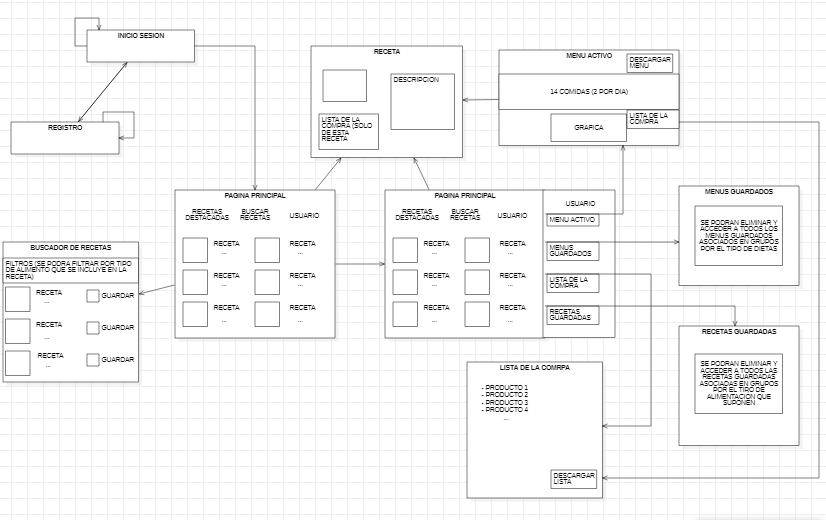 INICIO SESION
REGISTRO
RECETA
DESCRIPCION
LISTA DE LA
COMPRA (SOLO
DE ESTA
RECETA
MENU ACTIVO
DESCARGAR
MENU
14 COMIDAS (2 POR DIA)
GRAFICA
LISTA DE LA
COMPRA
PAGINA PRINCIPAL
RECETAS
DESTACADAS
BUSCAR
RECETAS
USUARIO
RECETA
...
RECETA
...
RECETA
...
RECETA
...
RECETA
...
RECETA
...
PAGINA PRINCIPAL
RECETAS
DESTACADAS
BUSCAR
RECETAS
USUARIO
RECETA
...
RECETA
...
RECETA
...
RECETA
...
RECETA
...
RECETA
...
USUARIO
MENU ACTIVO
MENUS
GUARDADOS
LISTA DE LA
COMPRA
RECETAS
GUARDADAS
MENUS GUARDADOS
SE PODRAN ELIMINAR Y
ACCEDER A TODOS LOS
MENUS GUARDADOS
ASOCIADOS EN GRUPOS
POR EL TIPO DE DIETAS
BUSCADOR DE RECETAS
FILTROS (SE PODRA FILTRAR POR TIPO
DE ALIMENTO QUE SE INCLUYE EN LA
RECETA)
RECETA
...
GUARDAR
RECETA
...
GUARDAR
RECETA
...
GUARDAR
RECETAS GUARDADAS
SE PODRAN ELIMINAR Y
ACCEDER A TODOS LAS
RECETAS GUARDADAS
ASOCIADAS EN GRUPOS
POR EL TIPO DE
ALIMENTACION QUE
SUPONEN
LISTA DE LA COMRPA
- PRODUCTO 1
- PRODUCTO 2
- PRODUCTO 3
- PRODUCTO 4
...
DESCARGAR
LISTA